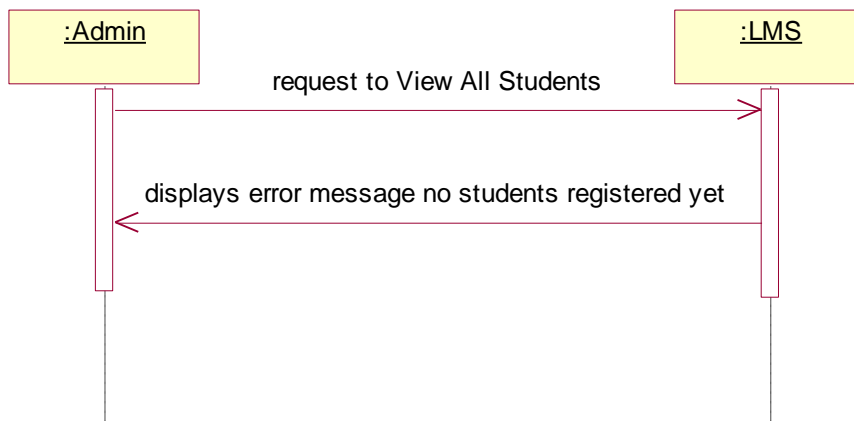 :Admin
:LMS
request to View All Students
displays error message no students registered yet